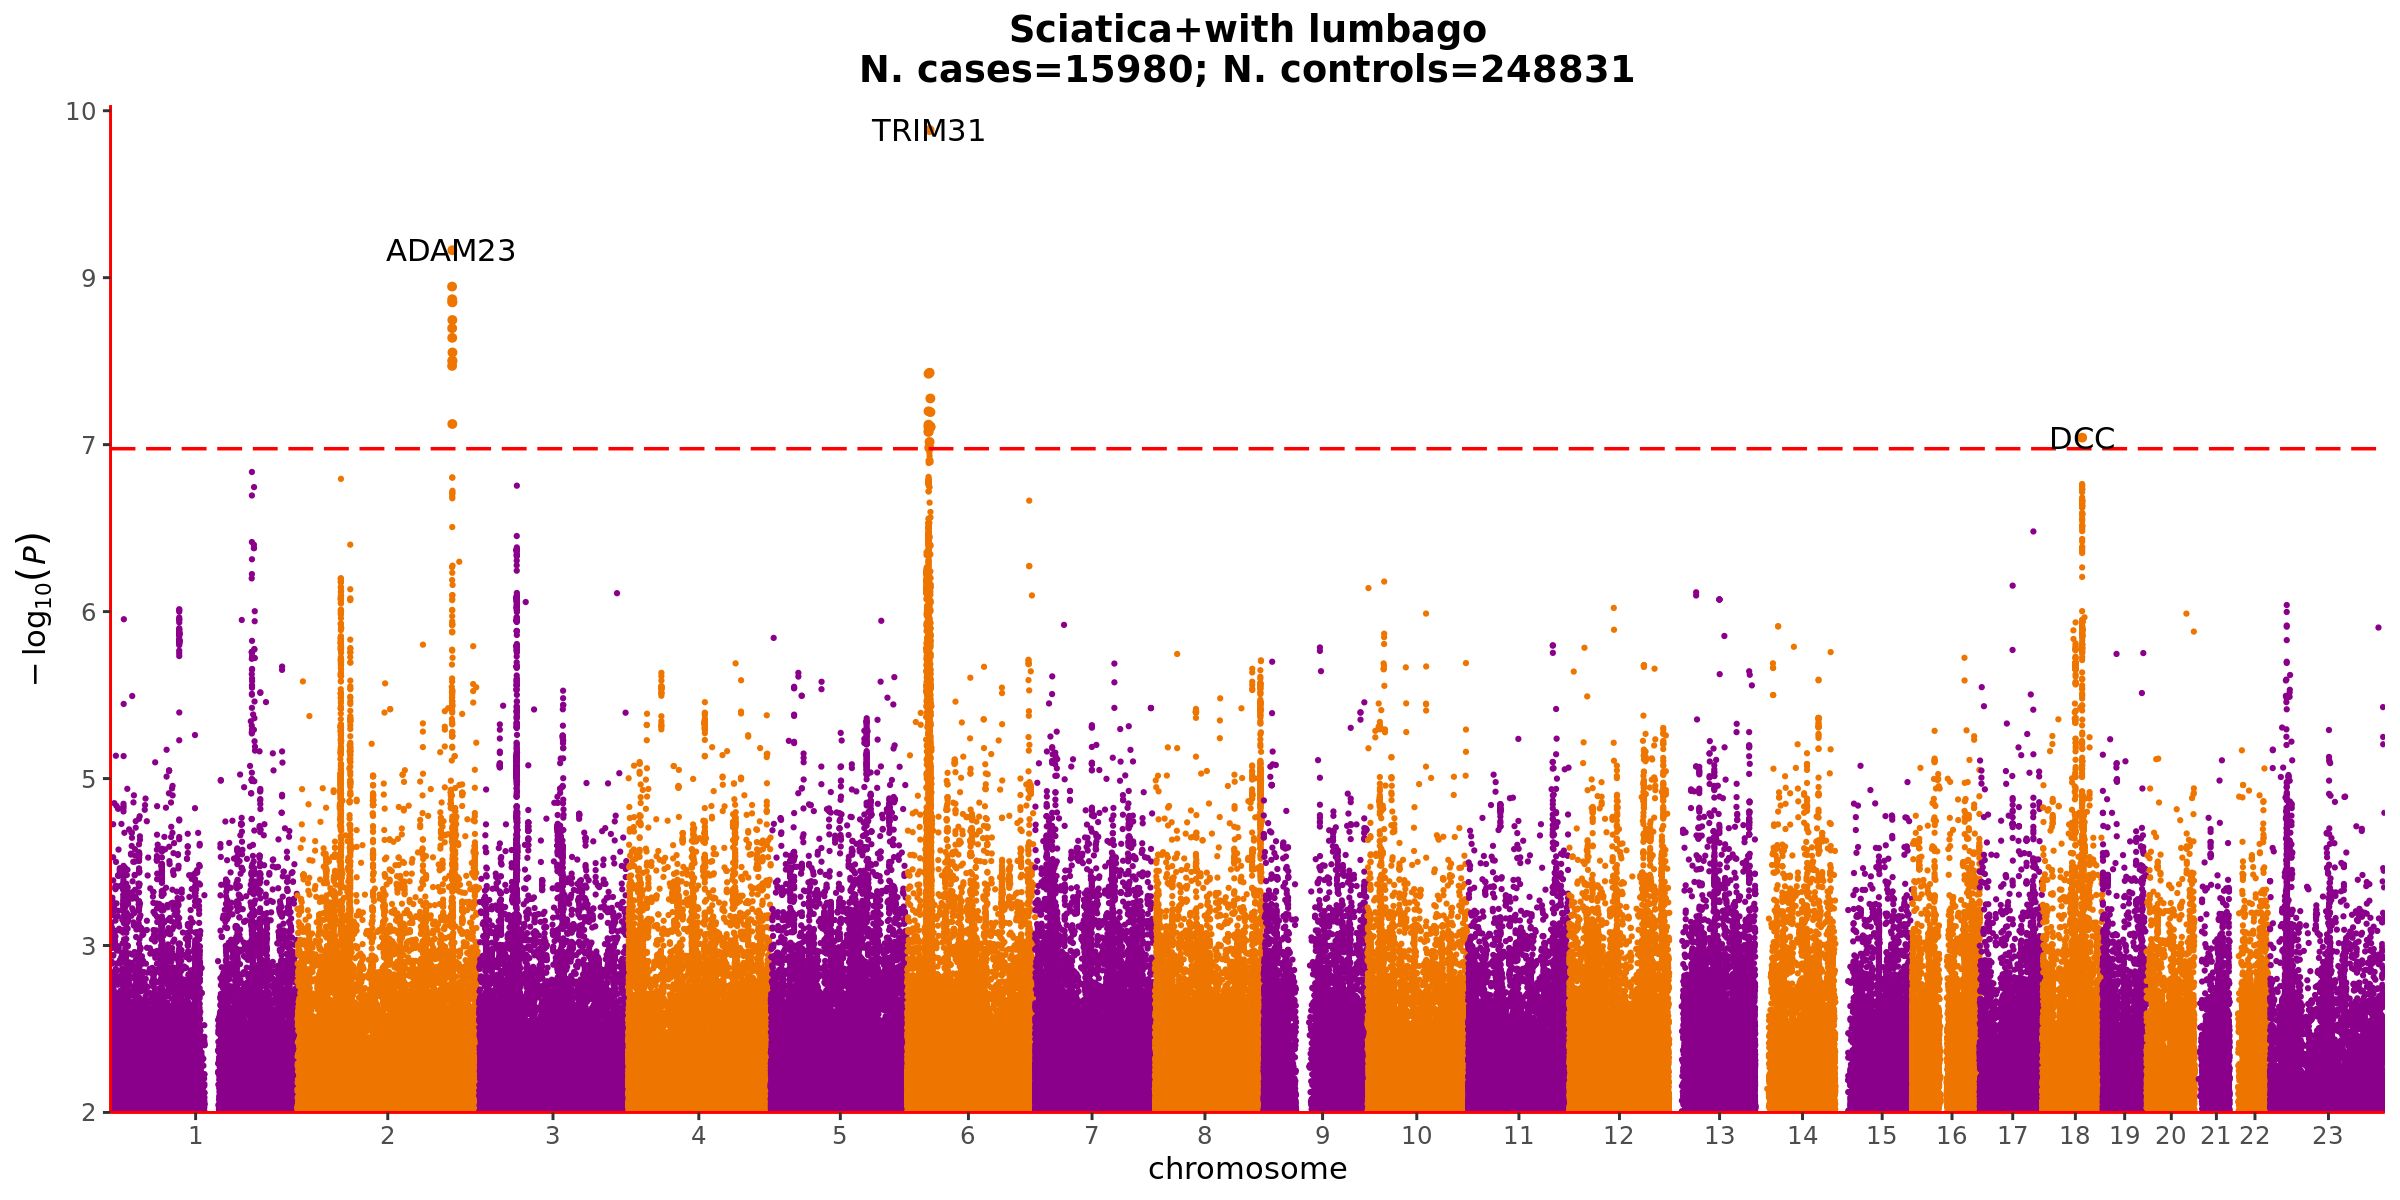 Sciatica+with lumbago
N. cases=15980; N. controls=248831
10
TRIM31
ADAM23
9
7
DCC
6
5
3
2
−log10(P)
1 2 3 4 5 6 7 8 9 10 11 12 13 14 15 16 17 18 19 20 21 22 23
chromosome